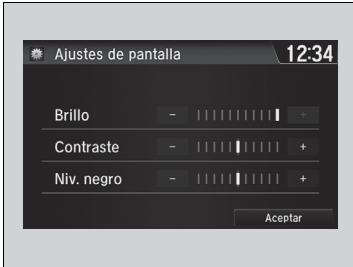 Ajustes de pantalla 12:34
Brillo - +
Contraste - +
Niv. negro - +
Aceptar